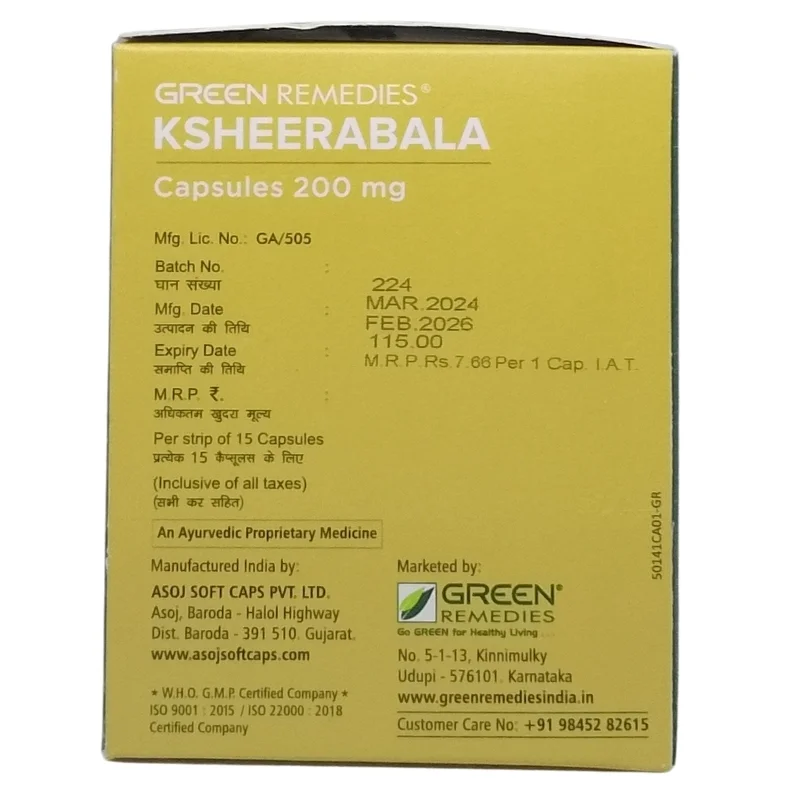 GREEN REMEDIES®
KSHEERABALA
Capsules 200 mg
Mfg. Lic. No.: GA/505
Batch No. :
घान संख्या
224
Mfg. Date :
MAR.2024
उत्पादन की तिथि
FEB.2026
Expiry Date :
115.00
समाप्ति की तिथि
M.R.P.Rs.7.66 Per 1 Cap. I.A.T.
M.R.P. ₹. :
अधिकतम खुदरा मूल्य
Per strip of 15 Capsules
प्रत्येक 15 कैप्सूलस के लिए
(Inclusive of all taxes)
(सभी कर सहित)
An Ayurvedic Proprietary Medicine
Manufactured India by:
ASOJ SOFT CAPS PVT. LTD.
Asoj, Baroda - Halol Highway
Dist. Baroda - 391 510. Gujarat.
www.asojsoftcaps.com
* W.H.O. G.M.P. Certified Company *
ISO 9001 : 2015 / ISO 22000 : 2018
Certified Company
Marketed by:
GREEN®
REMEDIES
Go GREEN for Healthy Living...
No. 5-1-13, Kinnimulky
Udupi - 576101. Karnataka
www.greenremediesindia.in
Customer Care No: +91 98452 82615
50141CA01-GR